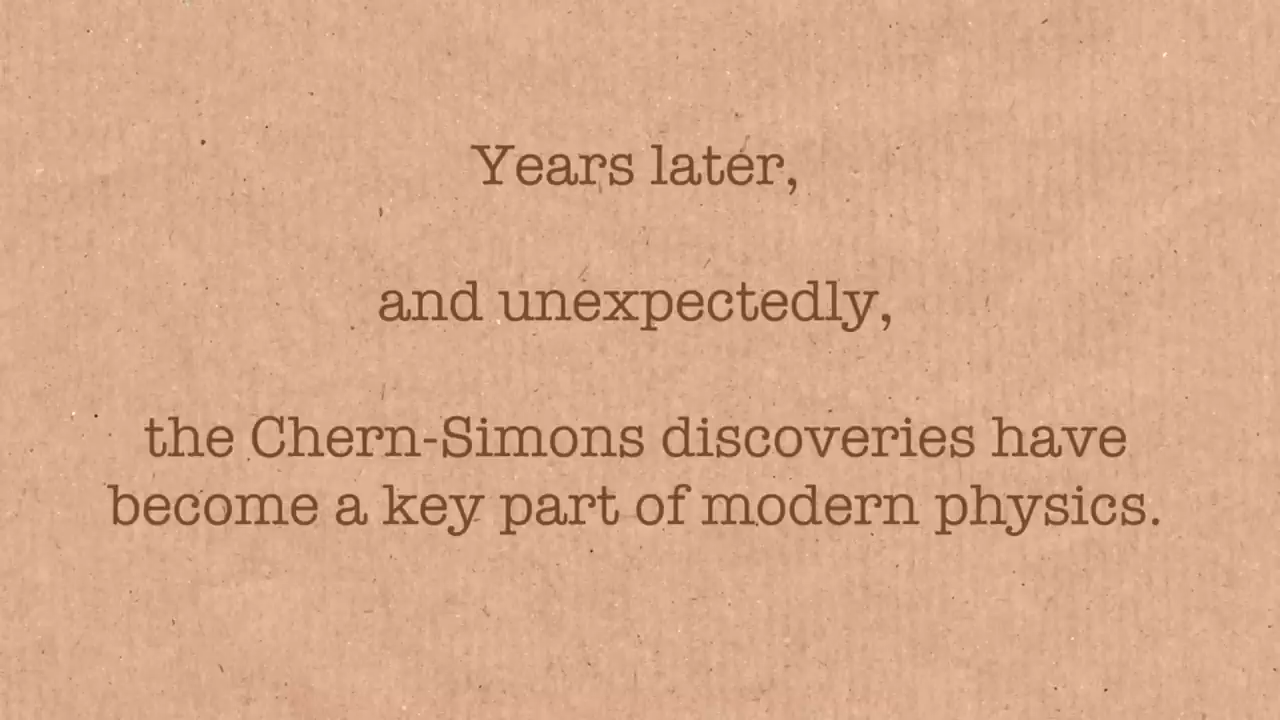 Years later,
and unexpectedly,
the Chern-Simons discoveries have
become a key part of modern physics.